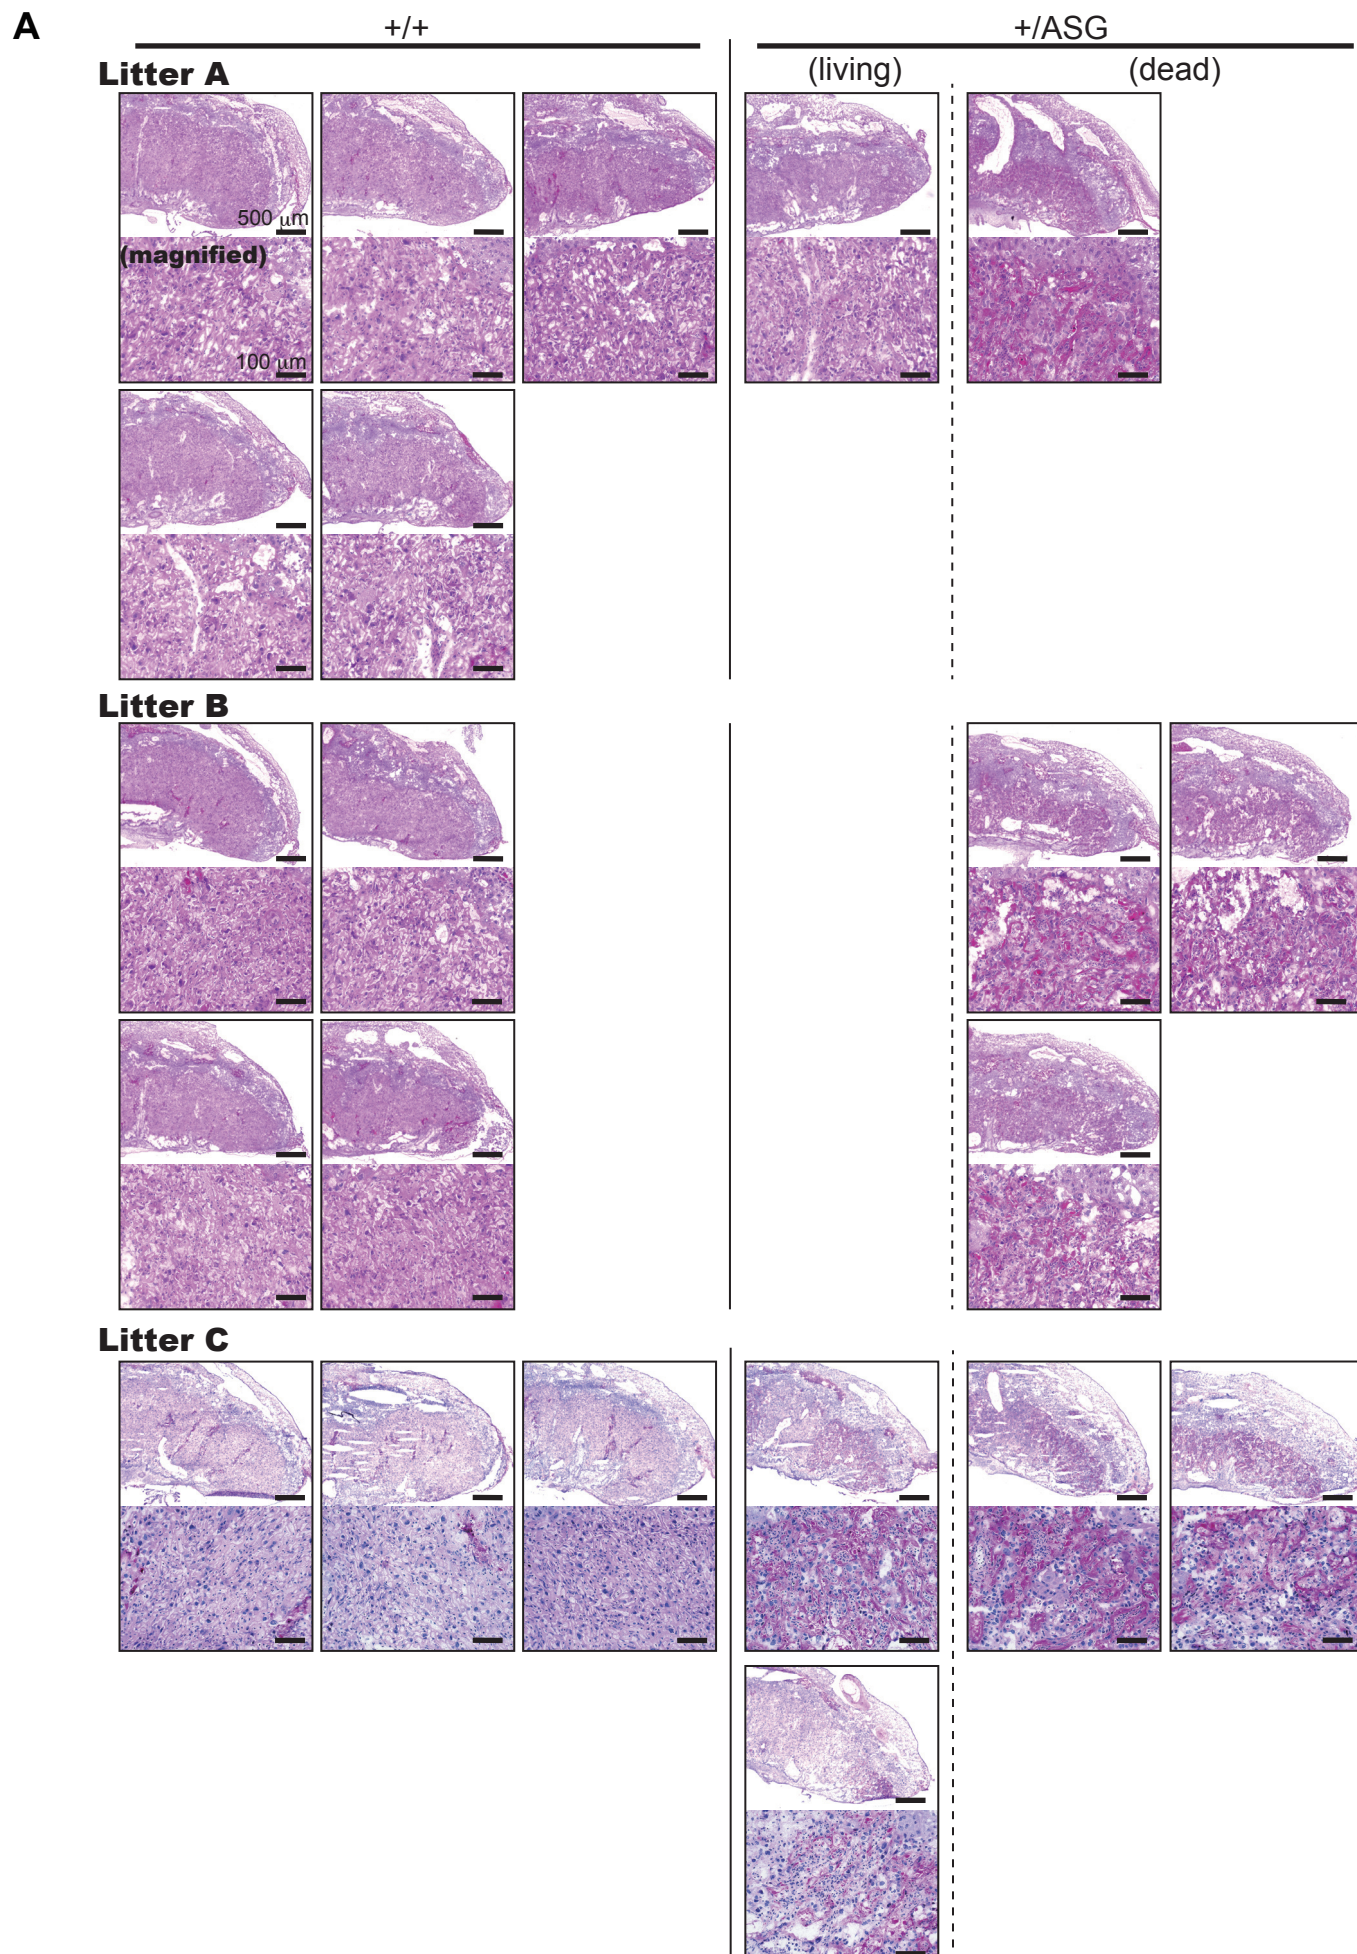 A
+/+
+/ASG
Litter A
(living)
(dead)
500 μm
(magnified)
100 μm
Litter B
Litter C